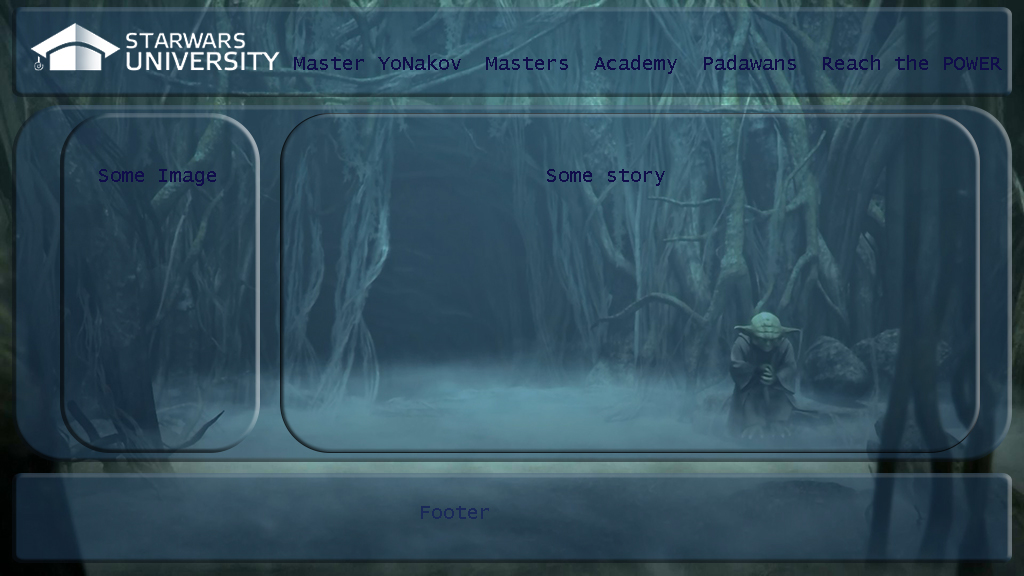 STARWARS
UNIVERSITY
Master YoNakov Masters Academy Padawans Reach the POWER
Some Image
Some story
Footer